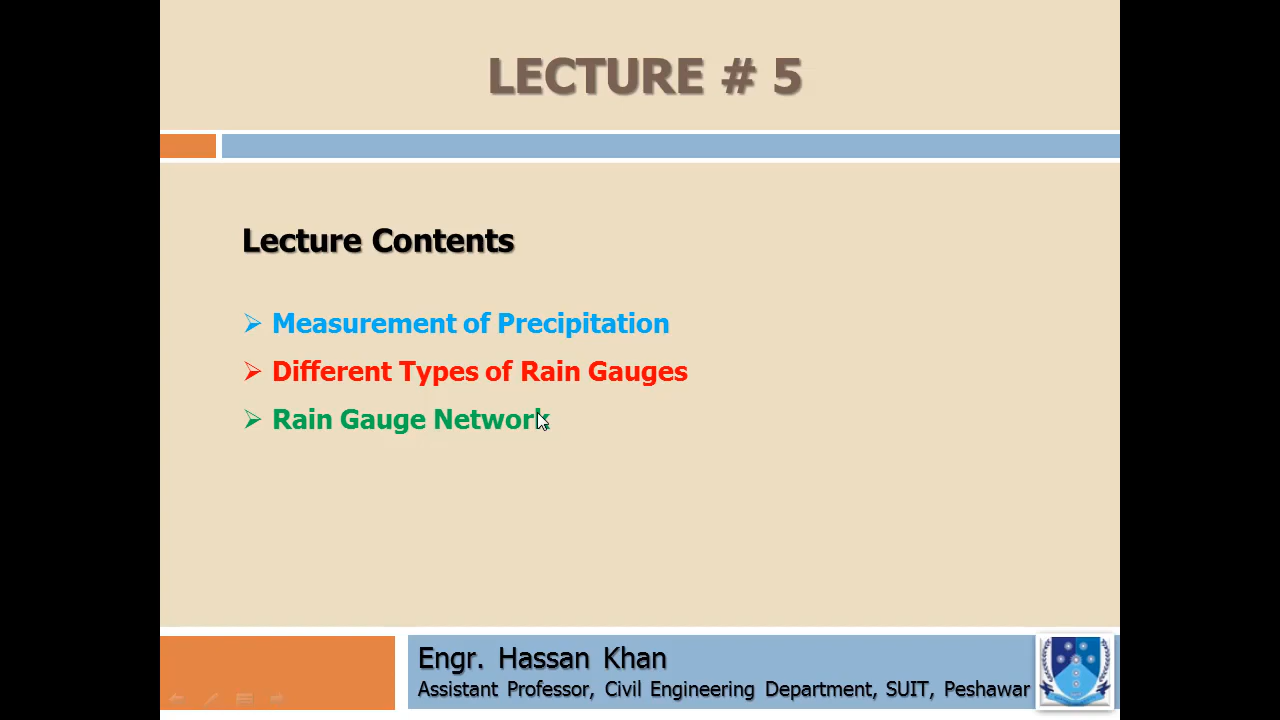 LECTURE # 5
Lecture Contents
Measurement of Precipitation
Different Types of Rain Gauges
Rain Gauge Network
Engr. Hassan Khan
Assistant Professor, Civil Engineering Department, SUIT, Peshawar